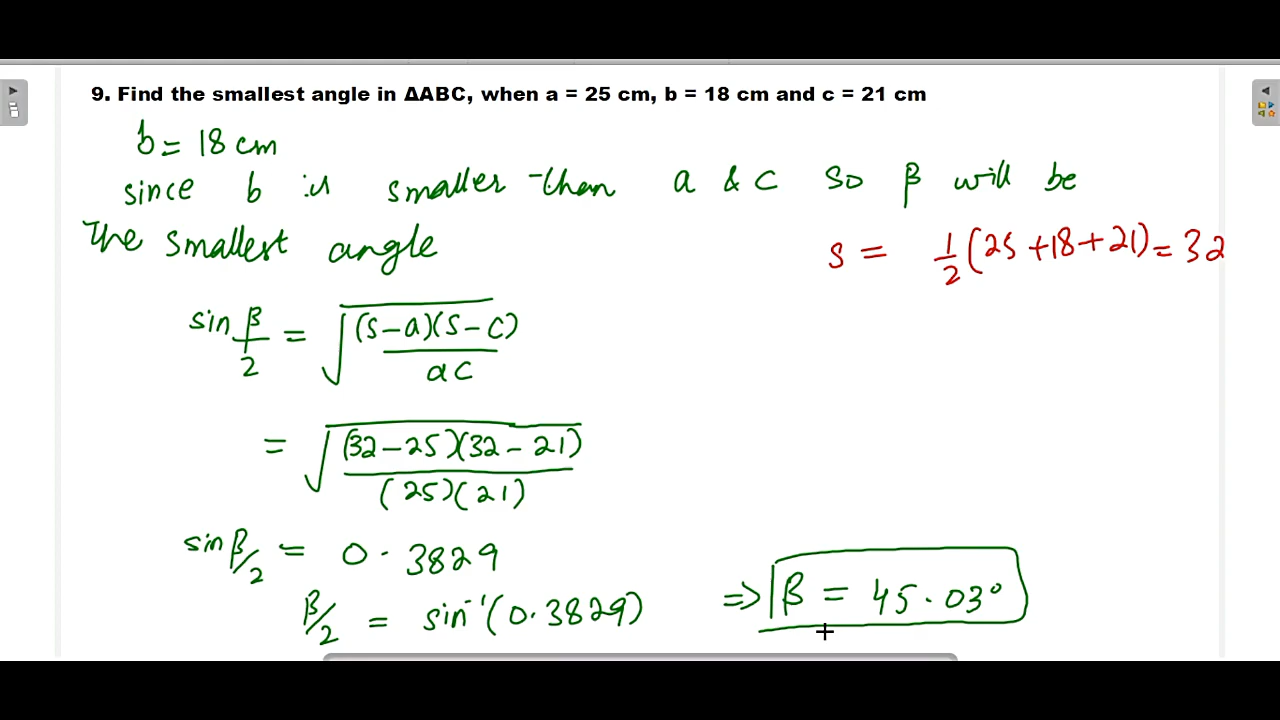 9. Find the smallest angle in ΔABC, when a = 25 cm, b = 18 cm and c = 21 cm
b = 18 cm
since b is smaller than a & c so β will be
The smallest angle
s = 1/2 (25 + 18 + 21) = 32
sin β/2 = √((s-a)(s-c)/ac)
= √((32-25)(32-21)/(25)(21))
sin β/2 = 0.3829
β/2 = sin⁻¹(0.3829) ⇒ β = 45.03°